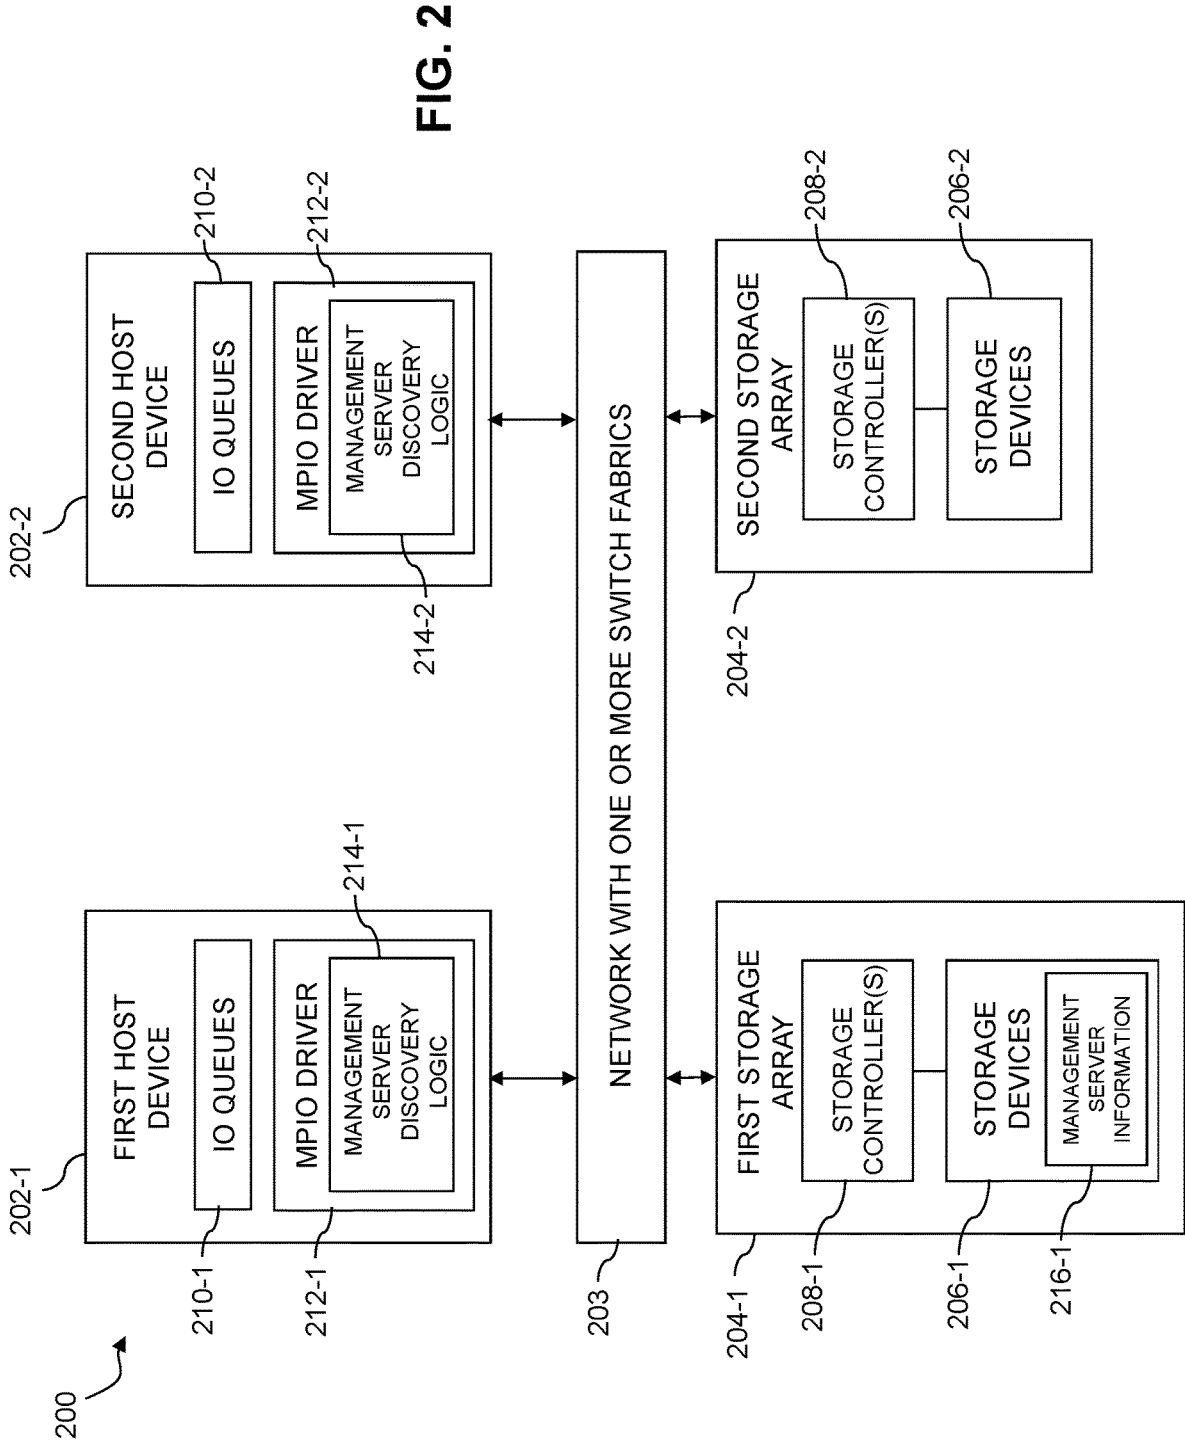 200
202-1
FIRST HOST
DEVICE
210-1
IO QUEUES
212-1
MPIO DRIVER
MANAGEMENT
SERVER
DISCOVERY
LOGIC
214-1
202-2
SECOND HOST
DEVICE
IO QUEUES
210-2
MPIO DRIVER
212-2
MANAGEMENT
SERVER
DISCOVERY
LOGIC
214-2
203
NETWORK WITH ONE OR MORE SWITCH FABRICS
204-1
FIRST STORAGE
ARRAY
208-1
STORAGE
CONTROLLER(S)
206-1
STORAGE
DEVICES
216-1
MANAGEMENT
SERVER
INFORMATION
204-2
SECOND STORAGE
ARRAY
STORAGE
CONTROLLER(S)
208-2
STORAGE
DEVICES
206-2
FIG. 2